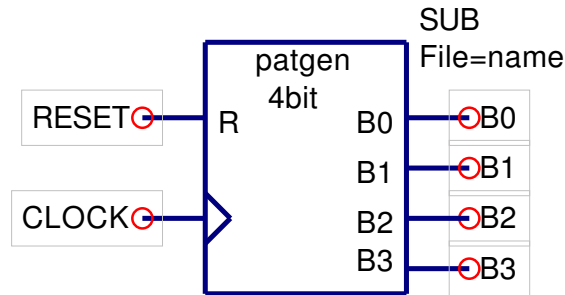 SUB
File=name
patgen
4bit
RESET
R
B0
B0
B1
B1
CLOCK
B2
B2
B3
B3